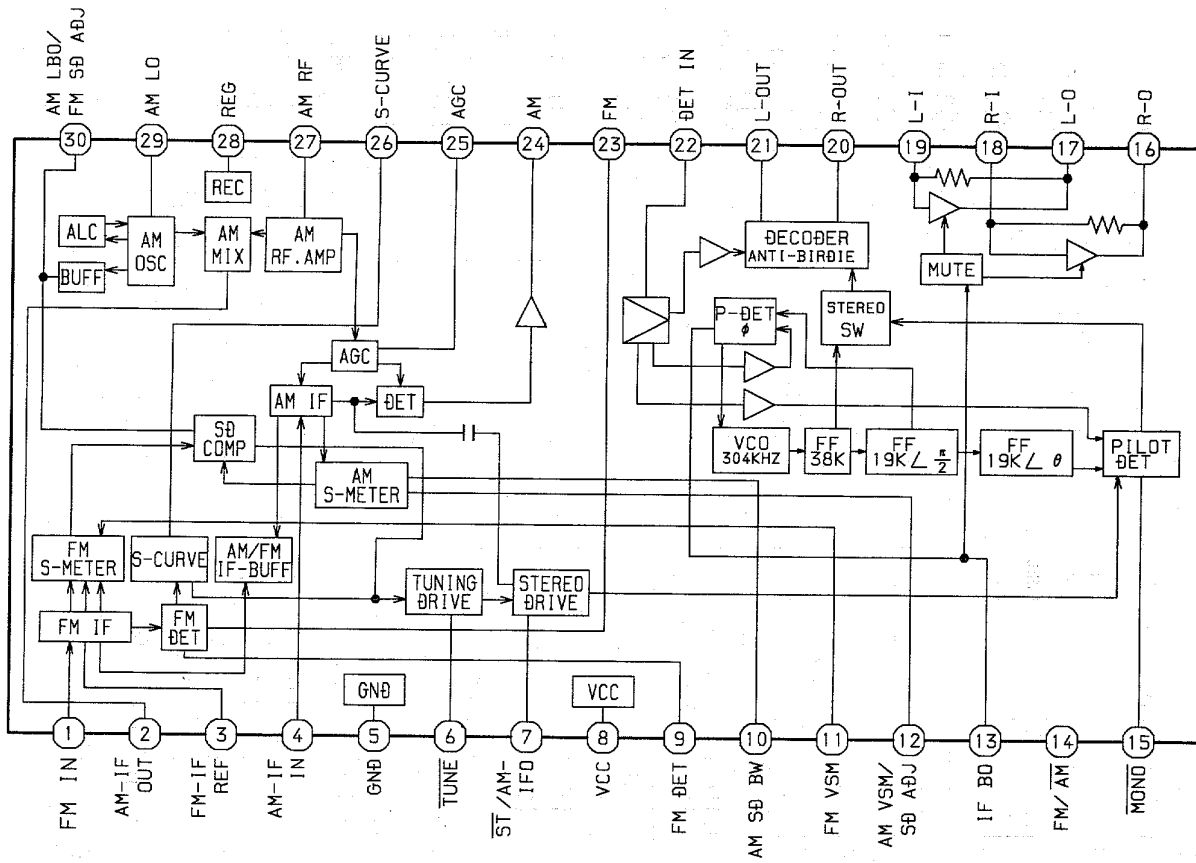 AM LBO/
FM SD ADJ
AM LO
REG
AM RF
S-CURVE
AGC
AM
FM
DET IN
L-OUT
R-OUT
L-I
R-I
L-O
R-O
30
29
28
27
26
25
24
23
22
21
20
19
18
17
16
REC
ALC
AM
OSC
AM
MIX
AM
RF.AMP
BUFF
DECODER
ANTI-BIRDIE
MUTE
P-DET
φ
STEREO
SW
AGC
AM IF
DET
SD
COMP
AM
S-METER
VCO
304KHZ
FF
38K
FF
19K∠ π/2
FF
19K∠ θ
PILOT
DET
FM
S-METER
S-CURVE
AM/FM
IF-BUFF
TUNING
DRIVE
STEREO
DRIVE
FM IF
FM
DET
GND
VCC
1
2
3
4
5
6
7
8
9
10
11
12
13
14
15
FM IN
AM-IF
OUT
FM-IF
REF
AM-IF
IN
GND
TUNE
ST/AM-
IFO
VCC
FM DET
AM SD BW
FM VSM
AM VSM/
SD ADJ
IF BO
FM/AM
MONO